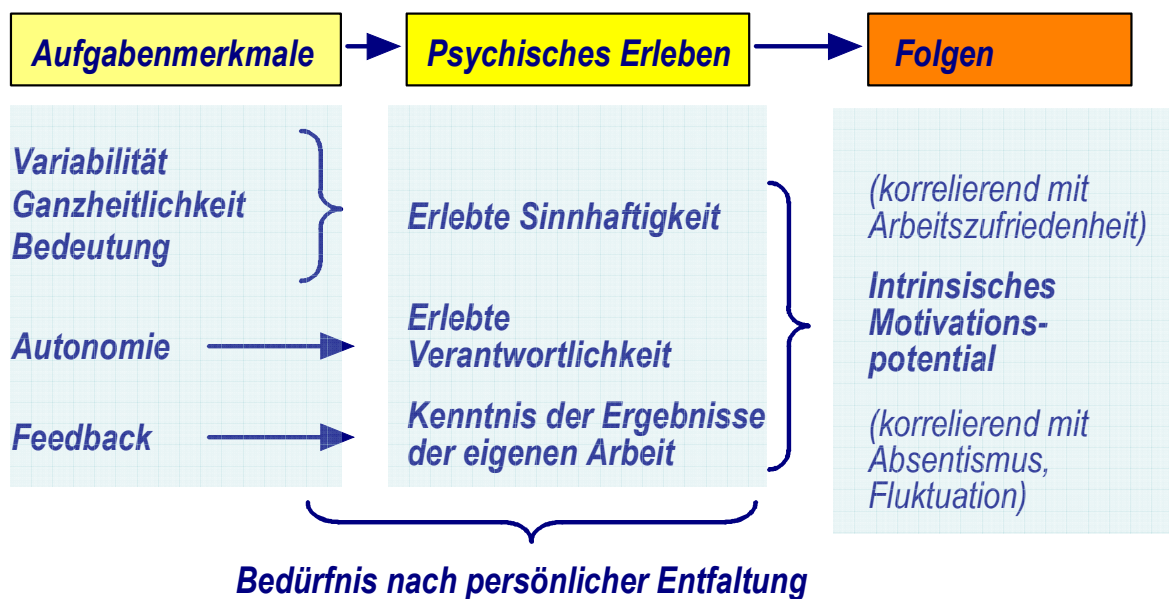 Aufgabenmerkmale
Psychisches Erleben
Folgen
Variabilität
Ganzheitlichkeit
Bedeutung
Autonomie
Feedback
Erlebte Sinnhaftigkeit
Erlebte
Verantwortlichkeit
Kenntnis der Ergebnisse
der eigenen Arbeit
(korrelierend mit
Arbeitszufriedenheit)
Intrinsisches
Motivations-
potential
(korrelierend mit
Absentismus,
Fluktuation)
Bedürfnis nach persönlicher Entfaltung